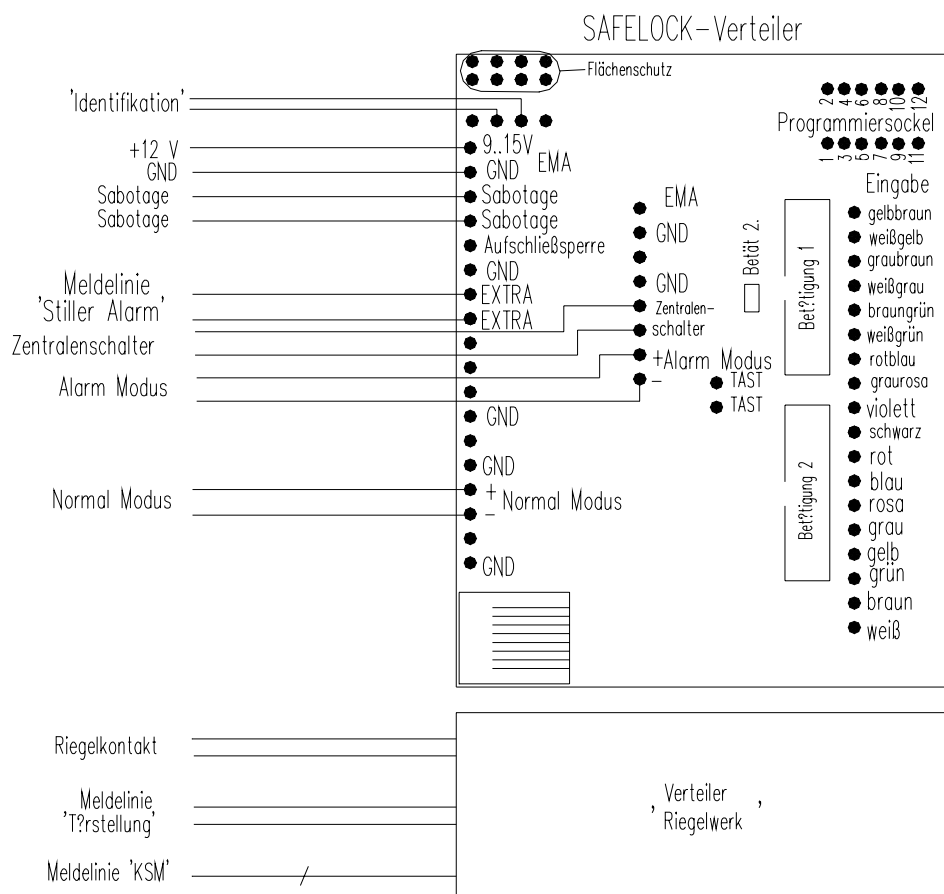 SAFELOCK-Verteiler
Flächenschutz
'Identifikation'
+12 V
GND
Sabotage
Sabotage
Meldelinie
'Stiller Alarm'
Zentralenschalter
Alarm Modus
Normal Modus
9..15V
EMA
GND
Sabotage
Sabotage
Aufschließsperre
GND
EXTRA
EXTRA
GND
GND
+
Normal Modus
-
GND
EMA
GND
GND
Zentralen-
schalter
+Alarm Modus
-
TAST
TAST
Betät 2.
Bet?tigung 1
Bet?tigung 2
2 4 6 8 10 12
Programmiersockel
1 3 5 7 9 11
Eingabe
gelbbraun
weißgelb
graubraun
weißgrau
braungrün
weißgrün
rotblau
graurosa
violett
schwarz
rot
blau
rosa
grau
gelb
grün
braun
weiß
Riegelkontakt
Meldelinie
'T?rstellung'
Meldelinie 'KSM'
/
' Verteiler '
Riegelwerk